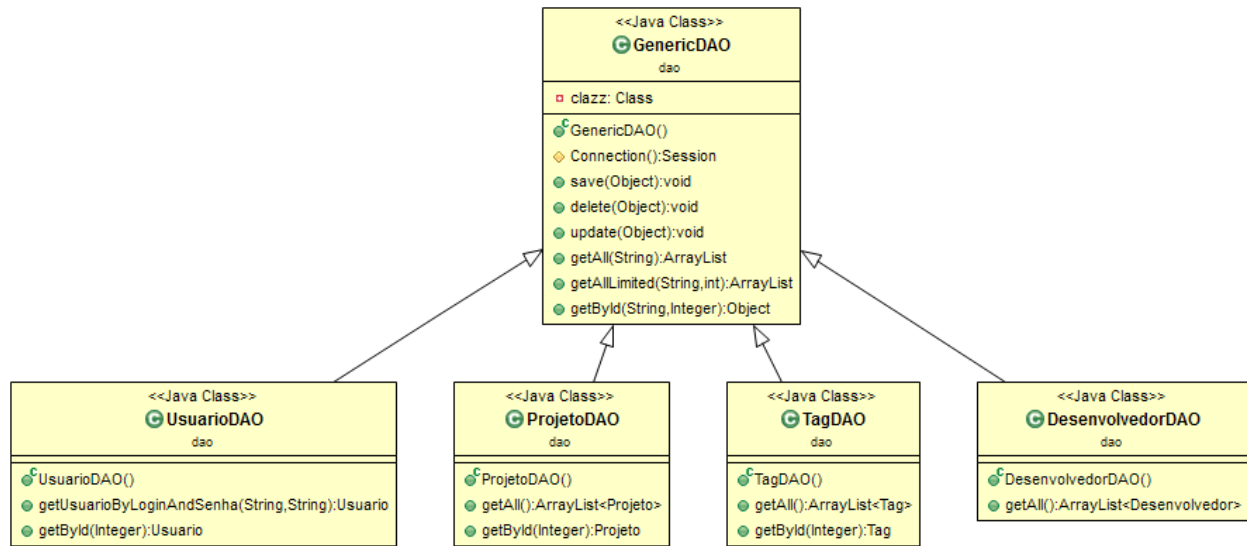 <<Java Class>>
GenericDAO
dao
clazz: Class
GenericDAO()
Connection():Session
save(Object):void
delete(Object):void
update(Object):void
getAll(String):ArrayList
getAllLimited(String,int):ArrayList
getById(String,Integer):Object
<<Java Class>>
UsuarioDAO
dao
UsuarioDAO()
getUsuarioByLoginAndSenha(String,String):Usuario
getById(Integer):Usuario
<<Java Class>>
ProjetoDAO
dao
ProjetoDAO()
getAll():ArrayList<Projeto>
getById(Integer):Projeto
<<Java Class>>
TagDAO
dao
TagDAO()
getAll():ArrayList<Tag>
getById(Integer):Tag
<<Java Class>>
DesenvolvedorDAO
dao
DesenvolvedorDAO()
getAll():ArrayList<Desenvolvedor>